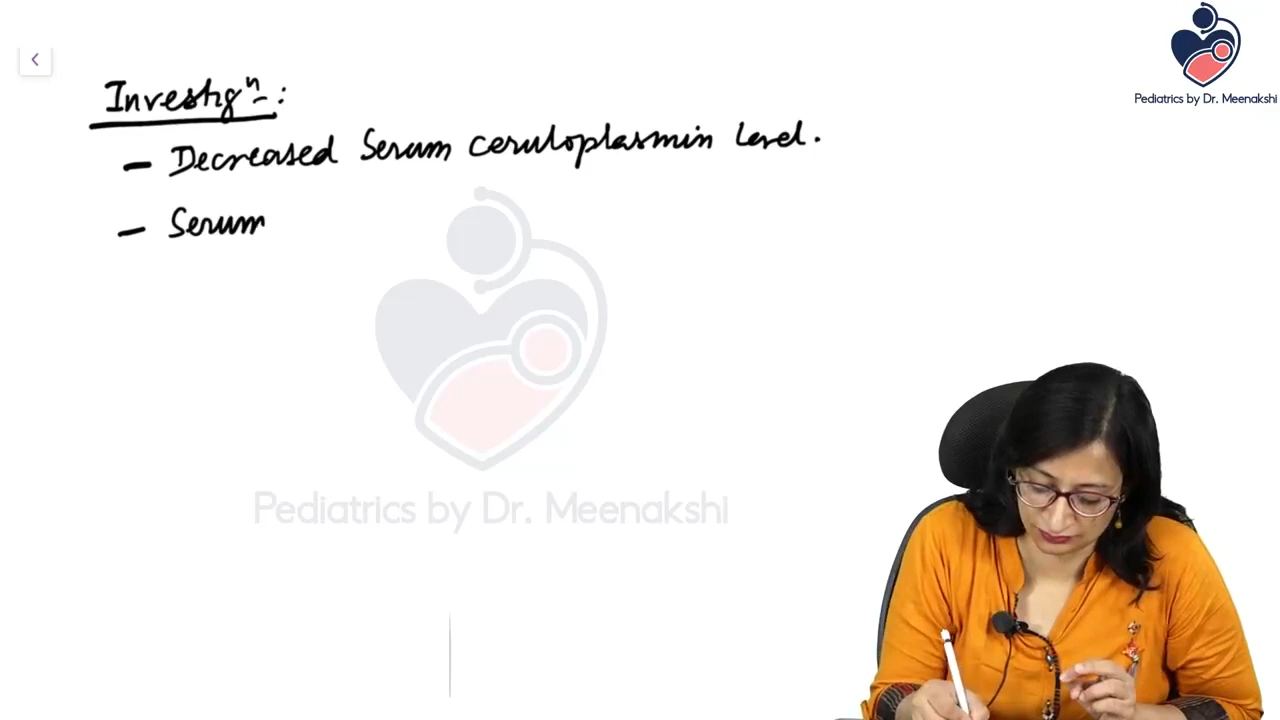 Pediatrics by Dr. Meenakshi
Investigⁿ :
— Decreased Serum ceruloplasmin level.
— Serum
Pediatrics by Dr. Meenakshi